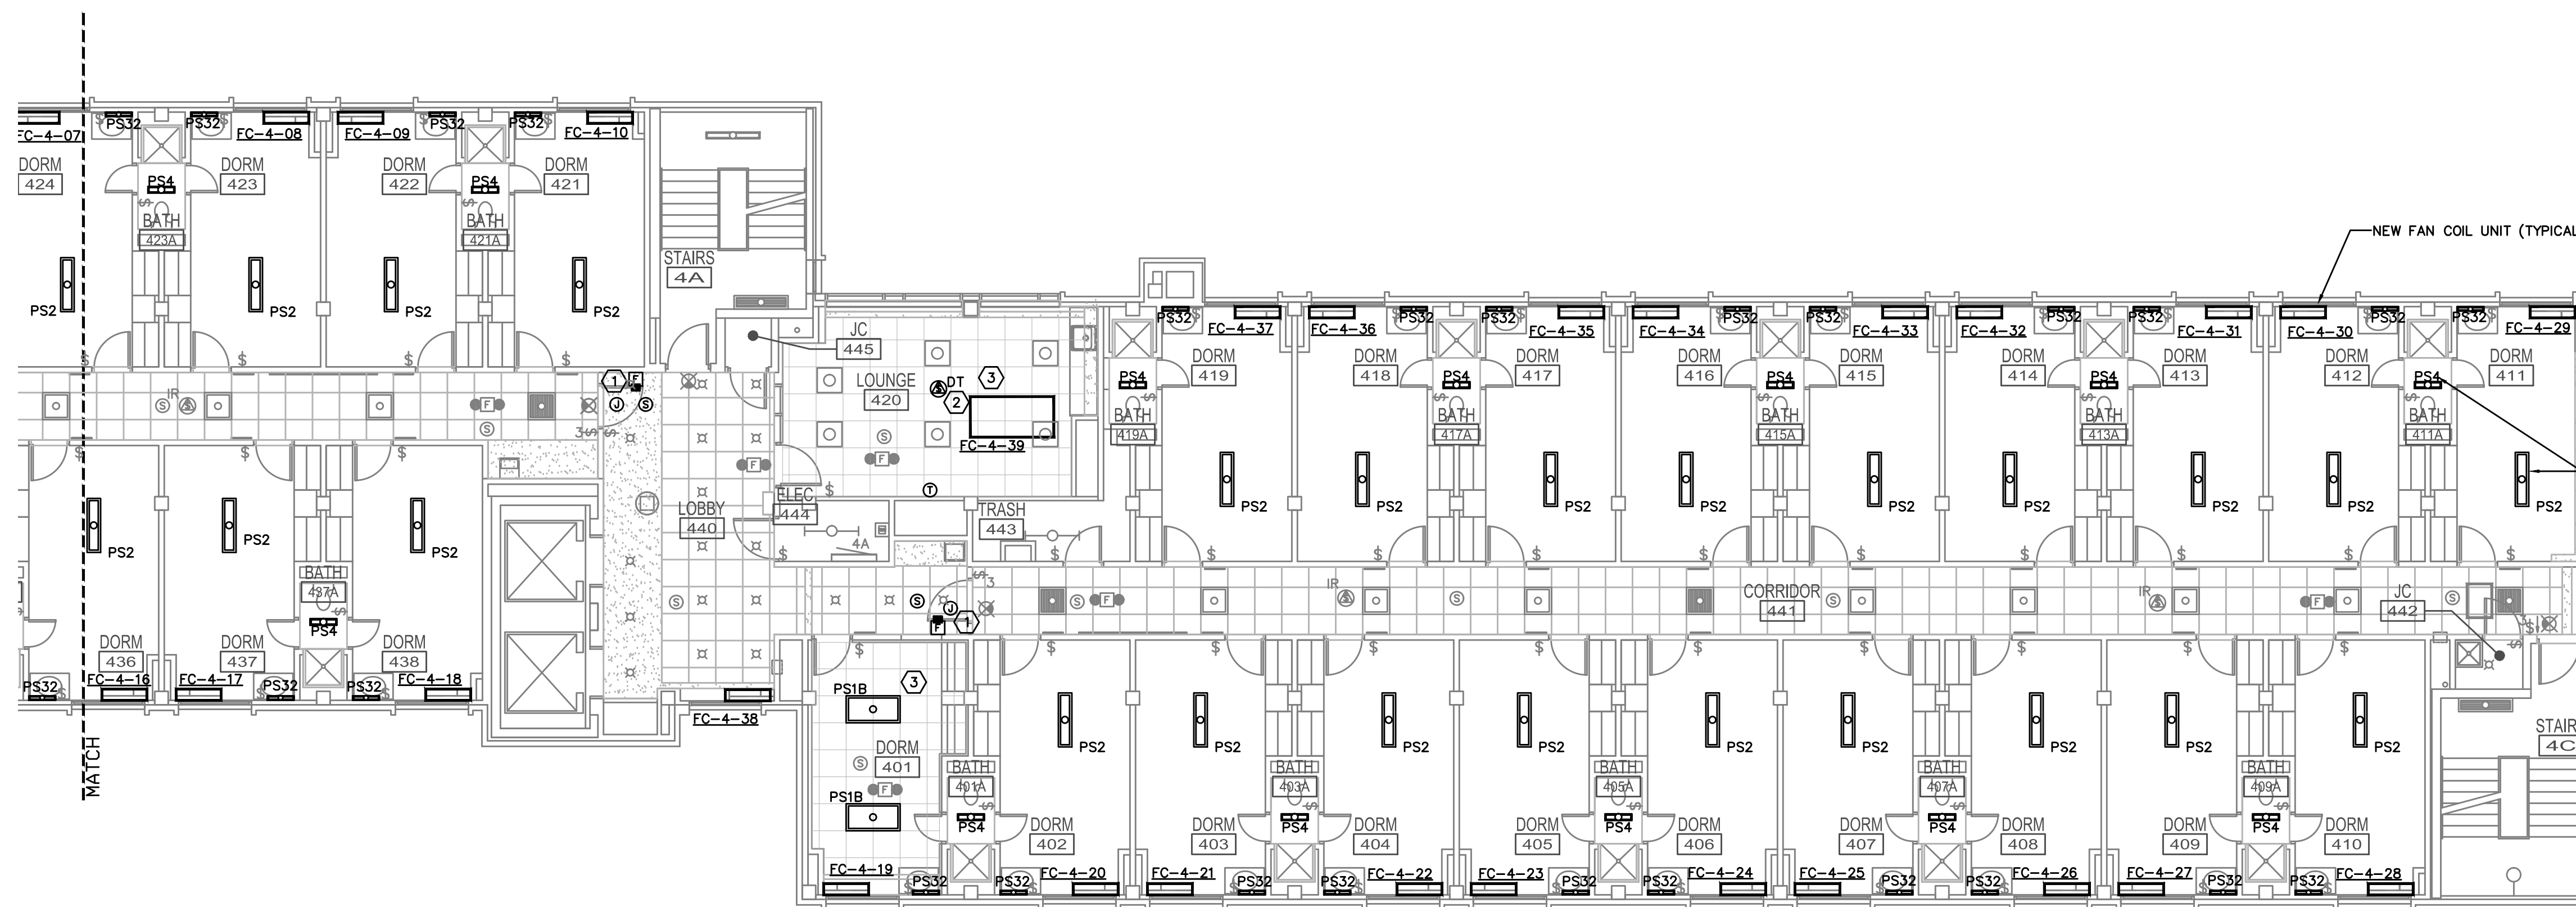 NEW FAN COIL UNIT (TYPICAL
PS32 PS32 PS32 PS32
FC-4-07 FC-4-08 FC-4-09 FC-4-10
DORM DORM DORM DORM
424 423 422 421
PS4 PS4
BATH BATH
423A 421A
STAIRS
4A
PS2 PS2 PS2 PS2
PS32 PS32 PS32 PS32 PS32 PS32 PS32 PS32 PS32
FC-4-37 FC-4-36 FC-4-35 FC-4-34 FC-4-33 FC-4-32 FC-4-31 FC-4-30 FC-4-29
JC
445
DORM DORM DORM DORM DORM DORM DORM DORM DORM
419 418 417 416 415 414 413 412 411
PS4 PS4 PS4 PS4 PS4
LOUNGE
420
DT
3
2
FC-4-39
BATH BATH BATH BATH BATH
419A 417A 415A 413A 411A
IR S F 1 F J S
3
S F
T
ELEC
444
4A
TRASH
443
LOBBY
440
PS2 PS2 PS2
PS2 PS2 PS2 PS2 PS2 PS2 PS2 PS2 PS2
BATH
437A
PS4
DORM DORM DORM
436 437 438
PS32 PS32 PS32
FC-4-16 FC-4-17 FC-4-18
FC-4-38
MATCH
S S J 3 S F IR S S IR F S
F 1
CORRIDOR
441
JC
442
3
PS1B
3
DORM
401
S
F
PS1B
FC-4-19
PS2 PS2 PS2 PS2 PS2 PS2 PS2 PS2 PS2
BATH BATH BATH BATH BATH
401A 403A 405A 407A 409A
PS4 PS4 PS4 PS4 PS4
DORM DORM DORM DORM DORM DORM DORM DORM DORM
402 403 404 405 406 407 408 409 410
PS32 PS32 PS32 PS32 PS32 PS32 PS32 PS32 PS32 PS32
FC-4-20 FC-4-21 FC-4-22 FC-4-23 FC-4-24 FC-4-25 FC-4-26 FC-4-27 FC-4-28
STAIR
4C